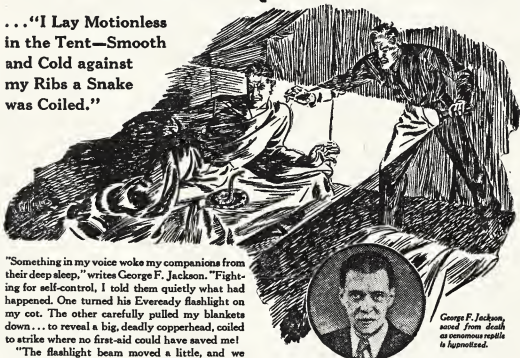 ..."I Lay Motionless
in the Tent—Smooth
and Cold against
my Ribs a Snake
was Coiled."
"Something in my voice woke my companions from
their deep sleep," writes George F. Jackson. "Fight-
ing for self-control, I told them quietly what had
happened. One turned his Eveready flashlight on
my cot. The other carefully pulled my blankets
down... to reveal a big, deadly copperhead, coiled
to strike where no first-aid could have saved me!
"The flashlight beam moved a little, and we
George F. Jackson,
saved from death
as venomous reptile
is hypnotized.